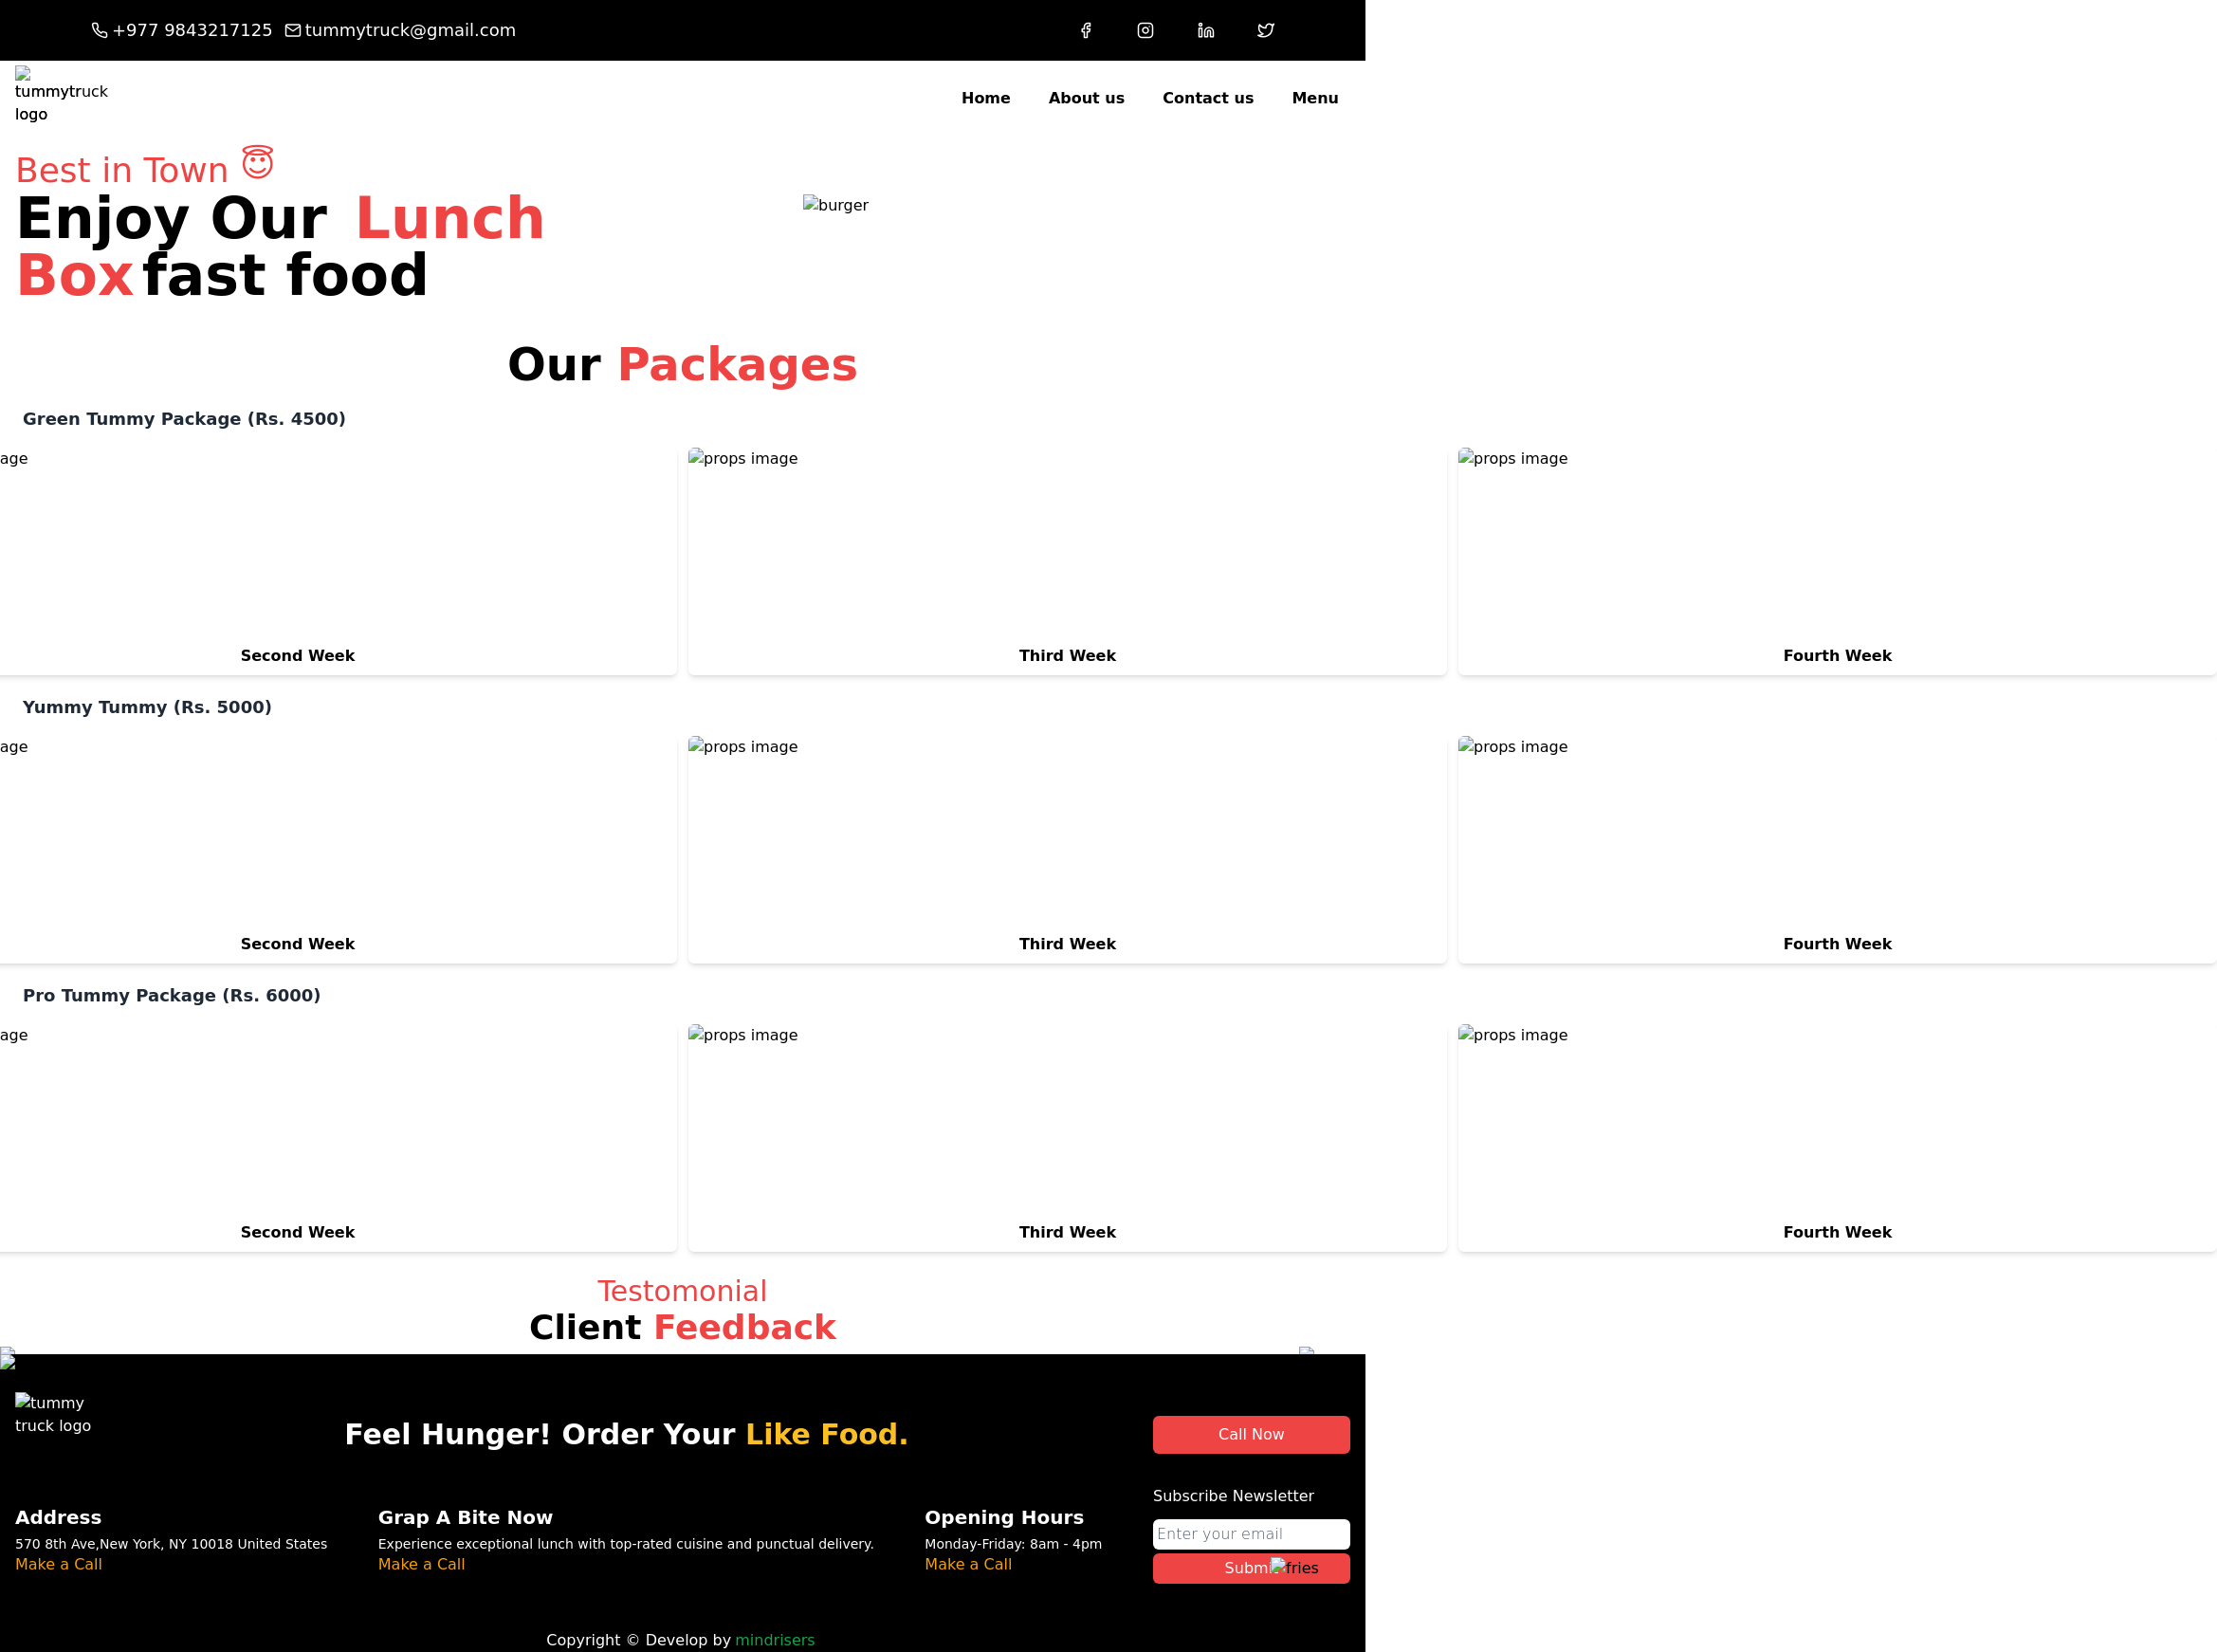 +977 9843217125 tummytruck@gmail.com
tummytruck
logo
Home About us Contact us Menu
Best in Town
Enjoy Our Lunch
Box fast food
burger
Our Packages
Green Tummy Package (Rs. 4500)
age props image props image
Second Week Third Week Fourth Week
Yummy Tummy (Rs. 5000)
age props image props image
Second Week Third Week Fourth Week
Pro Tummy Package (Rs. 6000)
age props image props image
Second Week Third Week Fourth Week
Testomonial
Client Feedback
tummy
truck logo
Feel Hunger! Order Your Like Food.
Call Now
Address
570 8th Ave,New York, NY 10018 United States
Make a Call
Grap A Bite Now
Experience exceptional lunch with top-rated cuisine and punctual delivery.
Make a Call
Opening Hours
Monday-Friday: 8am - 4pm
Make a Call
Subscribe Newsletter
Enter your email
Submi fries
Copyright © Develop by mindrisers